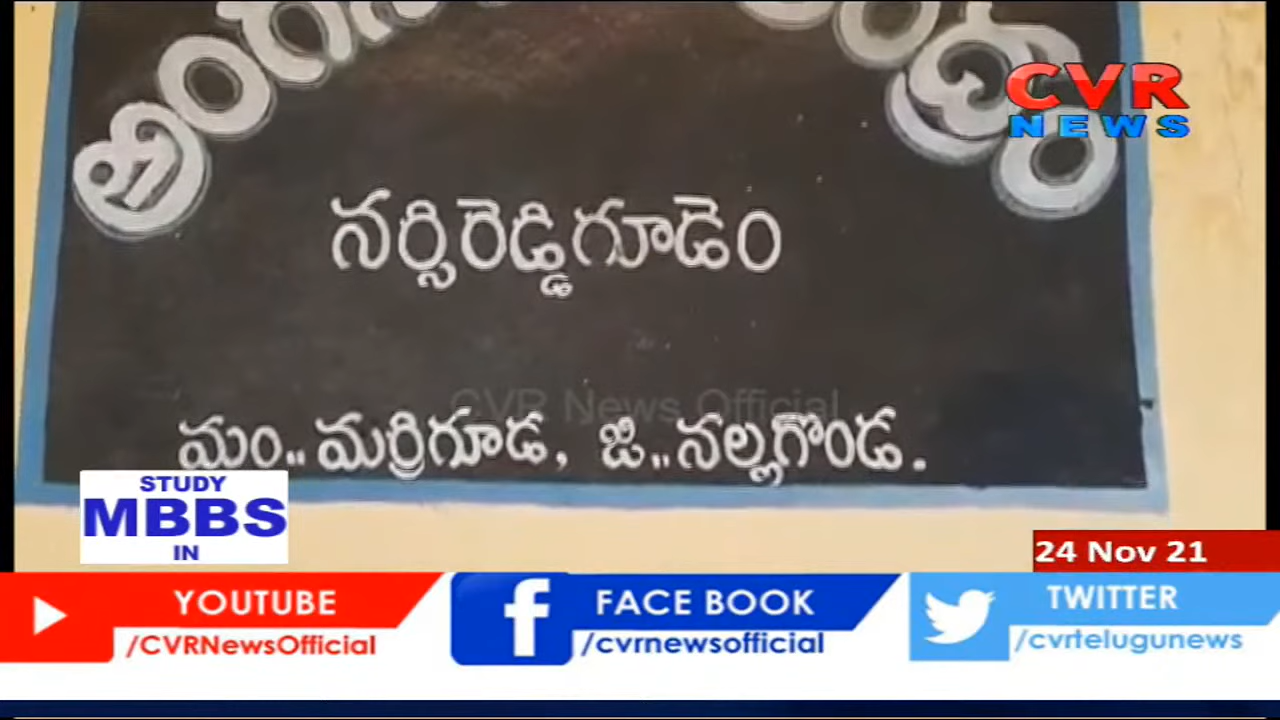 CVR
NEWS
నర్సిరెడ్డిగూడెం
CVR News Official
మం.. మర్రిగూడ, జి.. నల్లగొండ.
STUDY
MBBS
IN
24 Nov 21
YOUTUBE
/CVRNewsOfficial
FACE BOOK
/cvrnewsofficial
TWITTER
/cvrtelugunews